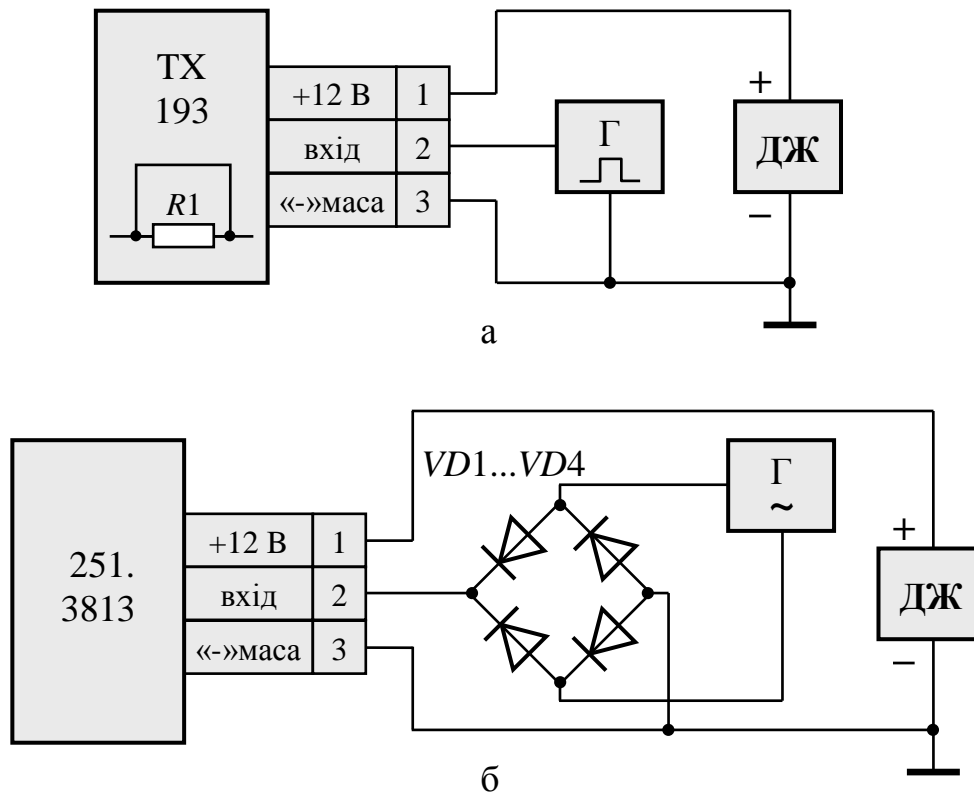 ТХ
193
+12 В 1
вхід 2
«-»маса 3
R1
Г
+
ДЖ
−
а
VD1...VD4
Г
~
251.
3813
+12 В 1
вхід 2
«-»маса 3
+
ДЖ
−
б